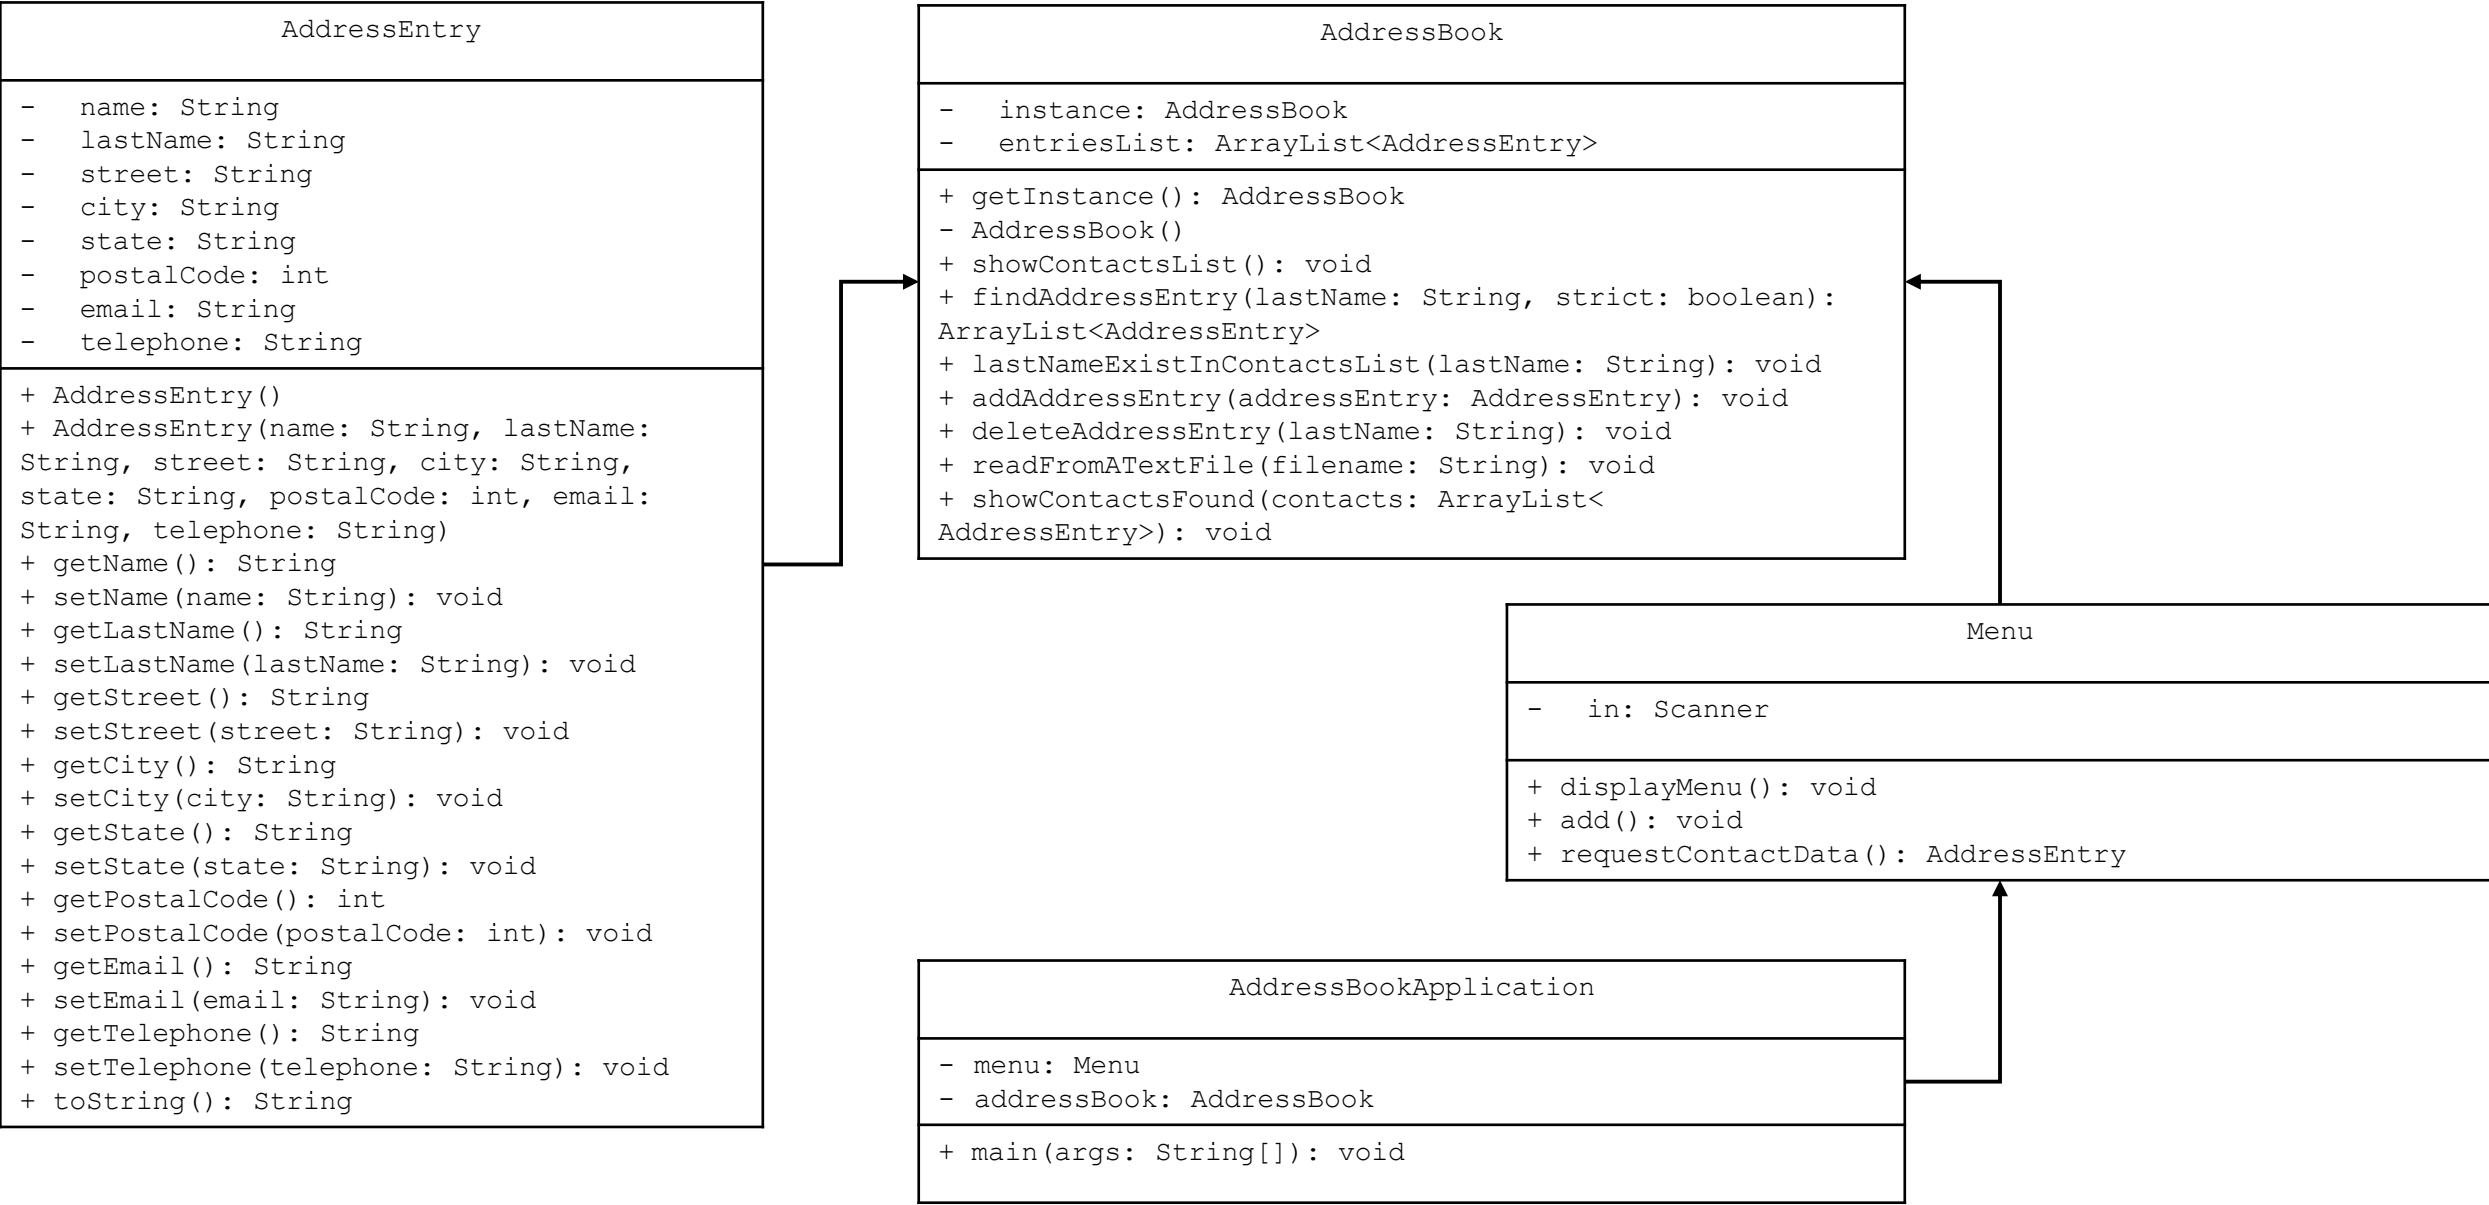 AddressEntry
- name: String
- lastName: String
- street: String
- city: String
- state: String
- postalCode: int
- email: String
- telephone: String
+ AddressEntry()
+ AddressEntry(name: String, lastName:
String, street: String, city: String,
state: String, postalCode: int, email:
String, telephone: String)
+ getName(): String
+ setName(name: String): void
+ getLastName(): String
+ setLastName(lastName: String): void
+ getStreet(): String
+ setStreet(street: String): void
+ getCity(): String
+ setCity(city: String): void
+ getState(): String
+ setState(state: String): void
+ getPostalCode(): int
+ setPostalCode(postalCode: int): void
+ getEmail(): String
+ setEmail(email: String): void
+ getTelephone(): String
+ setTelephone(telephone: String): void
+ toString(): String
AddressBook
- instance: AddressBook
- entriesList: ArrayList<AddressEntry>
+ getInstance(): AddressBook
- AddressBook()
+ showContactsList(): void
+ findAddressEntry(lastName: String, strict: boolean):
ArrayList<AddressEntry>
+ lastNameExistInContactsList(lastName: String): void
+ addAddressEntry(addressEntry: AddressEntry): void
+ deleteAddressEntry(lastName: String): void
+ readFromATextFile(filename: String): void
+ showContactsFound(contacts: ArrayList<
AddressEntry>): void
Menu
- in: Scanner
+ displayMenu(): void
+ add(): void
+ requestContactData(): AddressEntry
AddressBookApplication
- menu: Menu
- addressBook: AddressBook
+ main(args: String[]): void